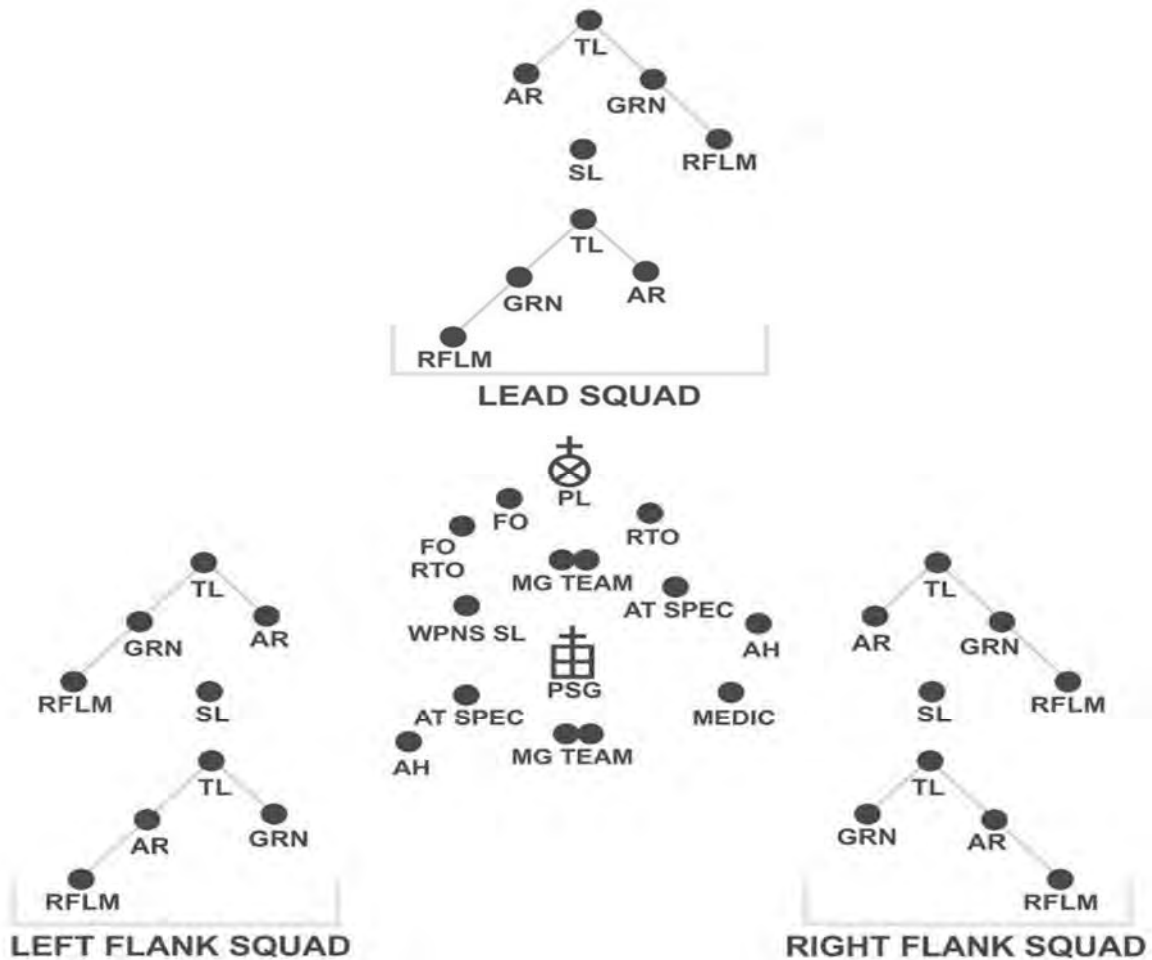 TL
AR
GRN
RFLM
SL
TL
GRN
AR
RFLM
LEAD SQUAD
PL
FO
RTO
FO
RTO
MG TEAM
AT SPEC
WPNS SL
AH
PSG
AT SPEC
MEDIC
MG TEAM
AH
TL
GRN
AR
RFLM
SL
TL
AR
GRN
RFLM
LEFT FLANK SQUAD
TL
AR
GRN
RFLM
SL
TL
GRN
AR
RFLM
RIGHT FLANK SQUAD